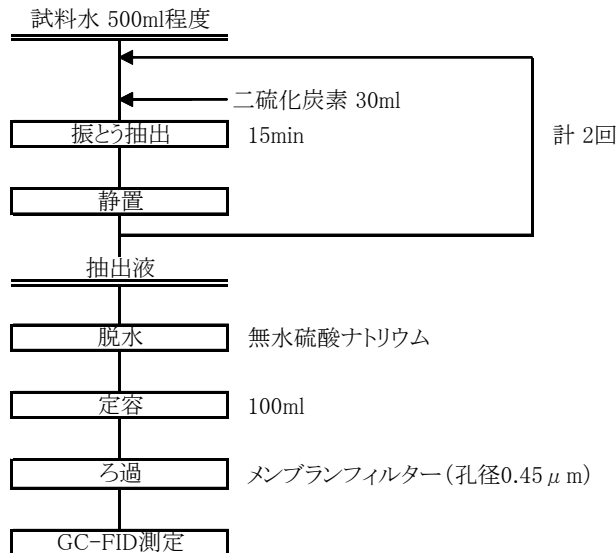 試料水 500ml程度
二硫化炭素 30ml
振とう抽出 15min 計 2回
静置
抽出液
脱水 無水硫酸ナトリウム
定容 100ml
ろ過 メンブランフィルター(孔径0.45μm)
GC-FID測定